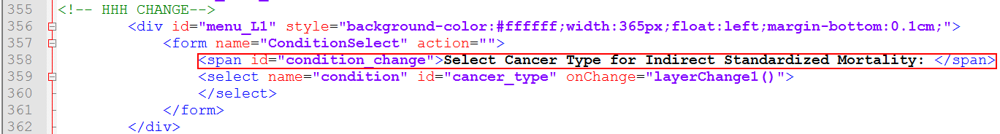 355 <!-- HHH CHANGE-->
356 <div id="menu_L1" style="background-color:#ffffff;width:365px;float:left;margin-bottom:0.1cm;">
357 <form name="ConditionSelect" action="">
358 <span id="condition_change">Select Cancer Type for Indirect Standardized Mortality: </span>
359 <select name="condition" id="cancer_type" onChange="layerChange1()">
360 </select>
361 </form>
362 </div>